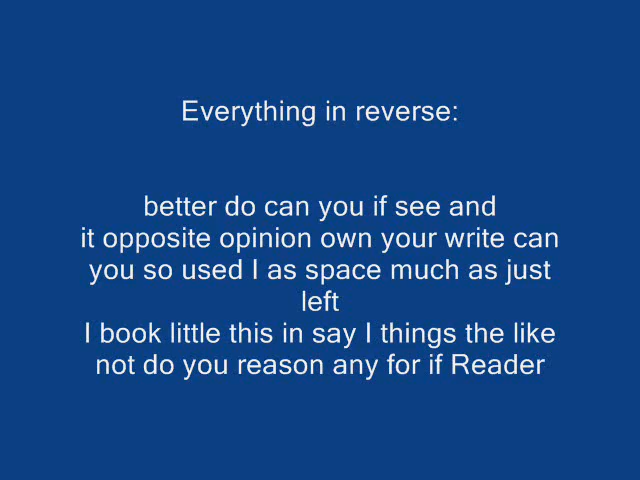 Everything in reverse:
better do can you if see and
it opposite opinion own your write can
you so used I as space much as just
left
I book little this in say I things the like
not do you reason any for if Reader